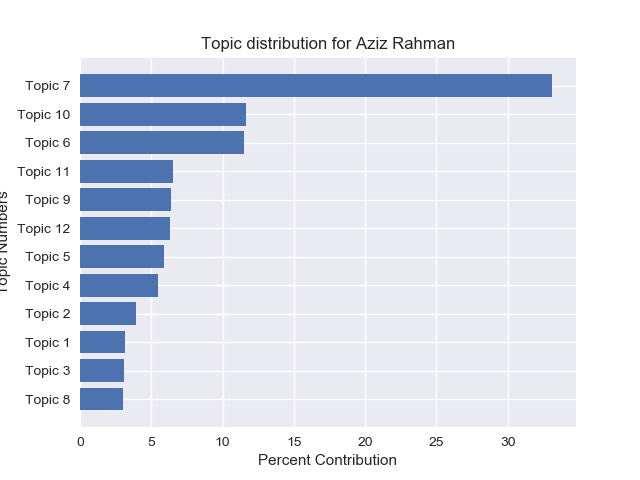 Topic distribution for Aziz Rahman
Topic 7
Topic 10
Topic 6
Topic 11
Topic 9
Topic 12
Topic 5
Topic 4
Topic 2
Topic 1
Topic 3
Topic 8
Topic Numbers
0 5 10 15 20 25 30
Percent Contribution